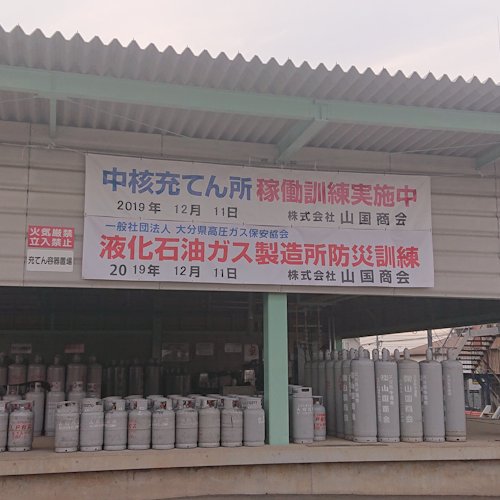 中核充てん所 稼働訓練実施中
2019年 12月 11日 株式会社 山国商会
一般社団法人 大分県高圧ガス保安協会
液化石油ガス製造所防災訓練
2019年 12月 11日 株式会社 山国商会
火気厳禁
立入禁止
充てん容器置場